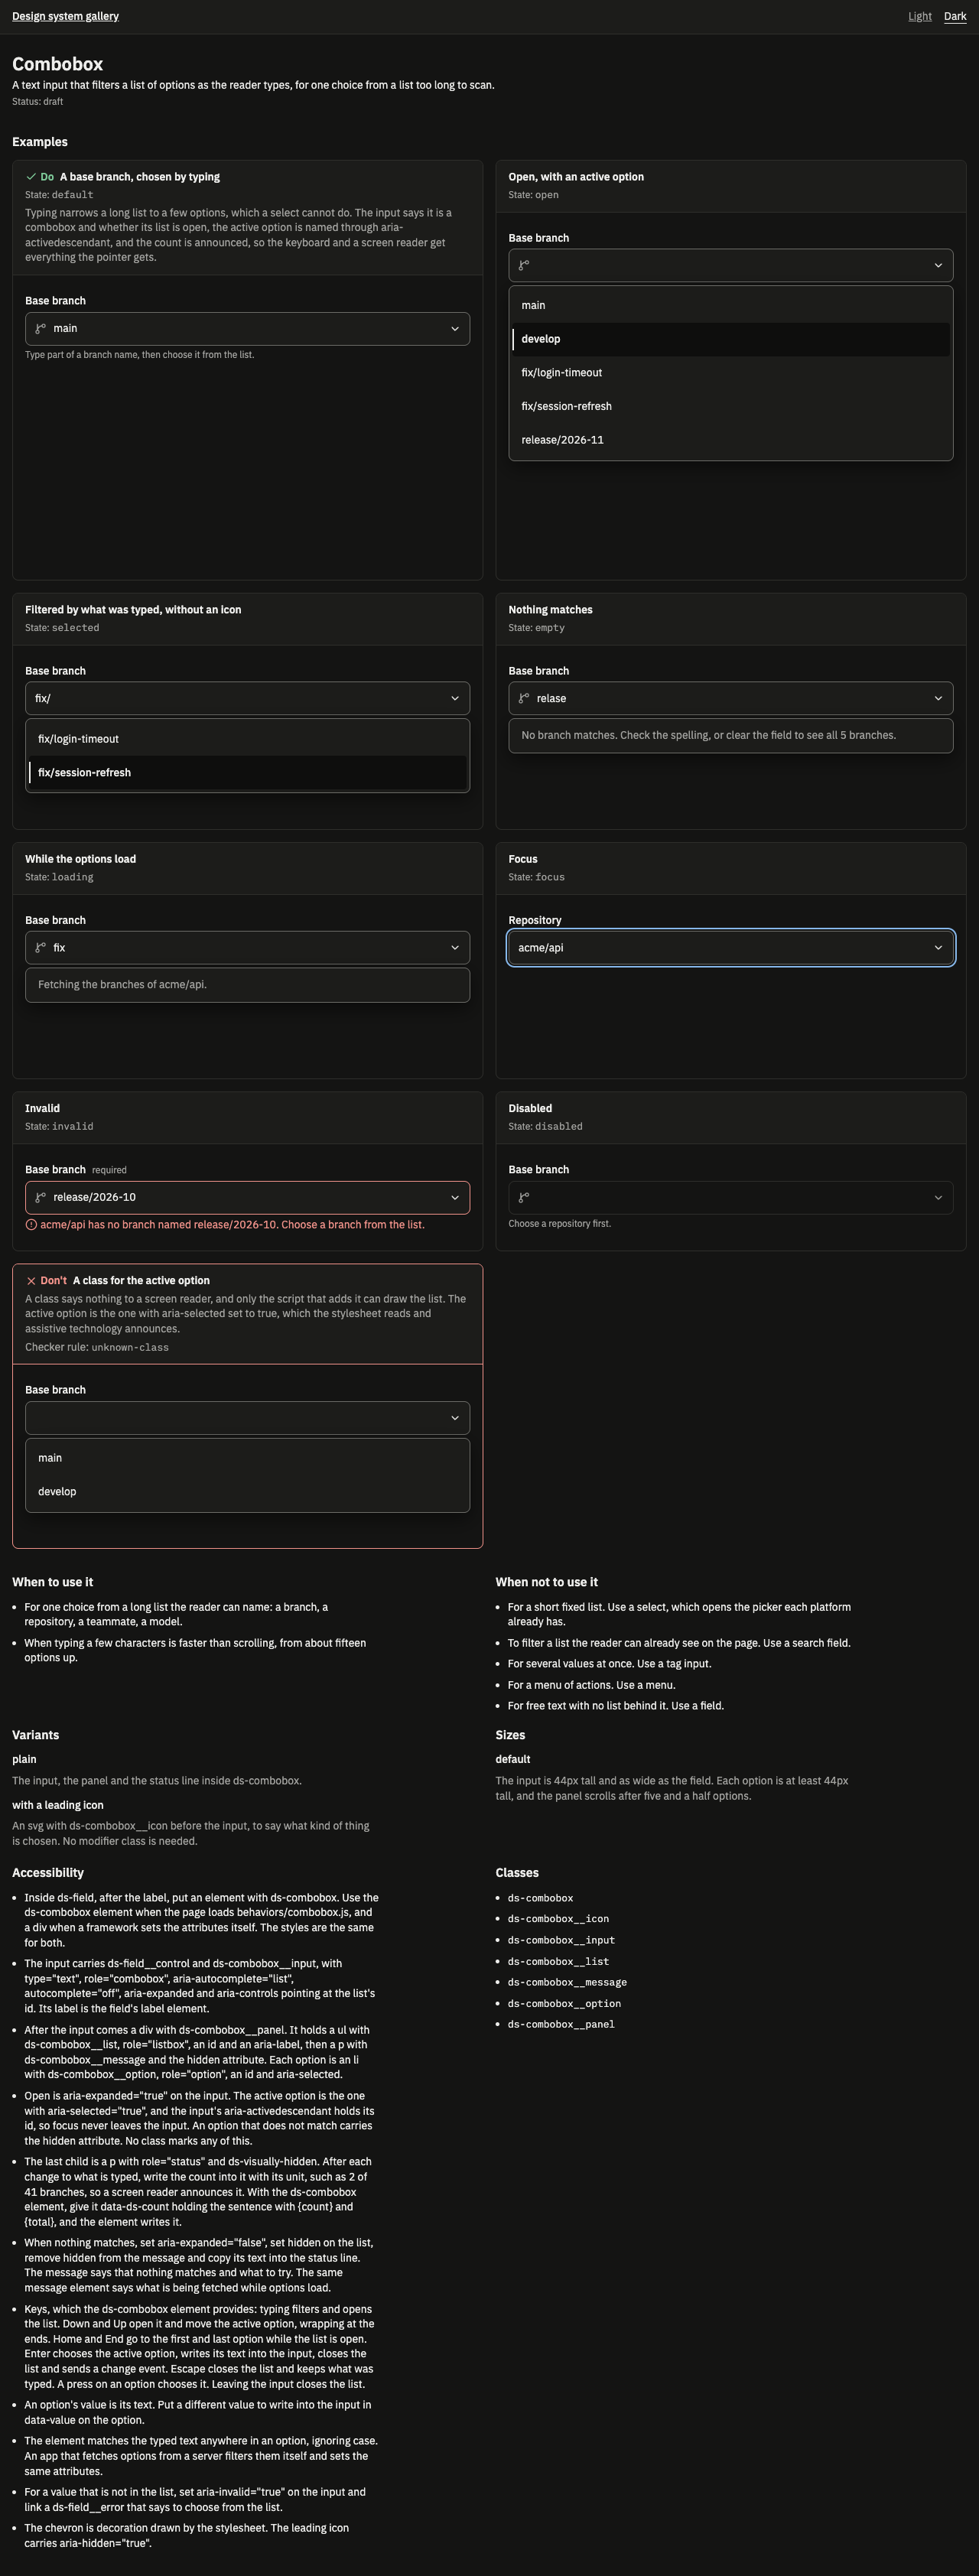 Design system gallery
Light Dark
Combobox
A text input that filters a list of options as the reader types, for one choice from a list too long to scan.
Status: draft
Examples
Do A base branch, chosen by typing
State: default
Typing narrows a long list to a few options, which a select cannot do. The input says it is a
combobox and whether its list is open, the active option is named through aria-
activedescendant, and the count is announced, so the keyboard and a screen reader get
everything the pointer gets.
Base branch
main
Type part of a branch name, then choose it from the list.
Open, with an active option
State: open
Base branch
main
develop
fix/login-timeout
fix/session-refresh
release/2026-11
Filtered by what was typed, without an icon
State: selected
Base branch
fix/
fix/login-timeout
fix/session-refresh
Nothing matches
State: empty
Base branch
relase
No branch matches. Check the spelling, or clear the field to see all 5 branches.
While the options load
State: loading
Base branch
fix
Fetching the branches of acme/api.
Focus
State: focus
Repository
acme/api
Invalid
State: invalid
Base branch required
release/2026-10
acme/api has no branch named release/2026-10. Choose a branch from the list.
Disabled
State: disabled
Base branch
Choose a repository first.
Don't A class for the active option
A class says nothing to a screen reader, and only the script that adds it can draw the list. The
active option is the one with aria-selected set to true, which the stylesheet reads and
assistive technology announces.
Checker rule: unknown-class
Base branch
main
develop
When to use it
For one choice from a long list the reader can name: a branch, a
repository, a teammate, a model.
When typing a few characters is faster than scrolling, from about fifteen
options up.
When not to use it
For a short fixed list. Use a select, which opens the picker each platform
already has.
To filter a list the reader can already see on the page. Use a search field.
For several values at once. Use a tag input.
For a menu of actions. Use a menu.
For free text with no list behind it. Use a field.
Variants
plain
The input, the panel and the status line inside ds-combobox.
with a leading icon
An svg with ds-combobox__icon before the input, to say what kind of thing
is chosen. No modifier class is needed.
Sizes
default
The input is 44px tall and as wide as the field. Each option is at least 44px
tall, and the panel scrolls after five and a half options.
Accessibility
Inside ds-field, after the label, put an element with ds-combobox. Use the
ds-combobox element when the page loads behaviors/combobox.js, and
a div when a framework sets the attributes itself. The styles are the same
for both.
The input carries ds-field__control and ds-combobox__input, with
type="text", role="combobox", aria-autocomplete="list",
autocomplete="off", aria-expanded and aria-controls pointing at the list's
id. Its label is the field's label element.
After the input comes a div with ds-combobox__panel. It holds a ul with
ds-combobox__list, role="listbox", an id and an aria-label, then a p with
ds-combobox__message and the hidden attribute. Each option is an li
with ds-combobox__option, role="option", an id and aria-selected.
Open is aria-expanded="true" on the input. The active option is the one
with aria-selected="true", and the input's aria-activedescendant holds its
id, so focus never leaves the input. An option that does not match carries
the hidden attribute. No class marks any of this.
The last child is a p with role="status" and ds-visually-hidden. After each
change to what is typed, write the count into it with its unit, such as 2 of
41 branches, so a screen reader announces it. With the ds-combobox
element, give it data-ds-count holding the sentence with {count} and
{total}, and the element writes it.
When nothing matches, set aria-expanded="false", set hidden on the list,
remove hidden from the message and copy its text into the status line.
The message says that nothing matches and what to try. The same
message element says what is being fetched while options load.
Keys, which the ds-combobox element provides: typing filters and opens
the list. Down and Up open it and move the active option, wrapping at the
ends. Home and End go to the first and last option while the list is open.
Enter chooses the active option, writes its text into the input, closes the
list and sends a change event. Escape closes the list and keeps what was
typed. A press on an option chooses it. Leaving the input closes the list.
An option's value is its text. Put a different value to write into the input in
data-value on the option.
The element matches the typed text anywhere in an option, ignoring case.
An app that fetches options from a server filters them itself and sets the
same attributes.
For a value that is not in the list, set aria-invalid="true" on the input and
link a ds-field__error that says to choose from the list.
The chevron is decoration drawn by the stylesheet. The leading icon
carries aria-hidden="true".
Classes
ds-combobox
ds-combobox__icon
ds-combobox__input
ds-combobox__list
ds-combobox__message
ds-combobox__option
ds-combobox__panel